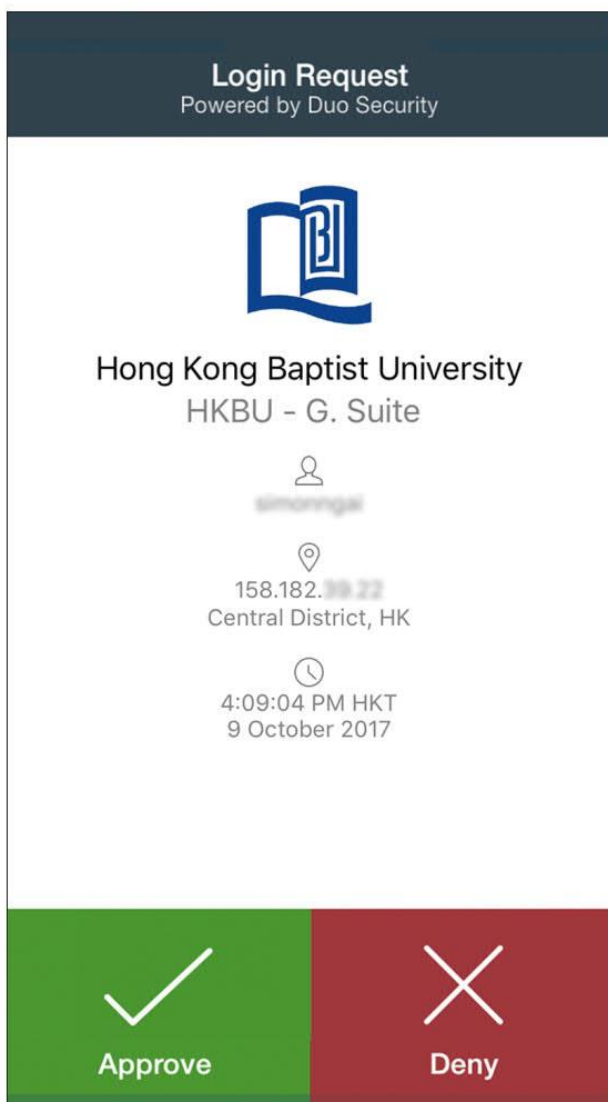 Login Request
Powered by Duo Security
Hong Kong Baptist University
HKBU - G. Suite
158.182.
Central District, HK
4:09:04 PM HKT
9 October 2017
Approve
Deny